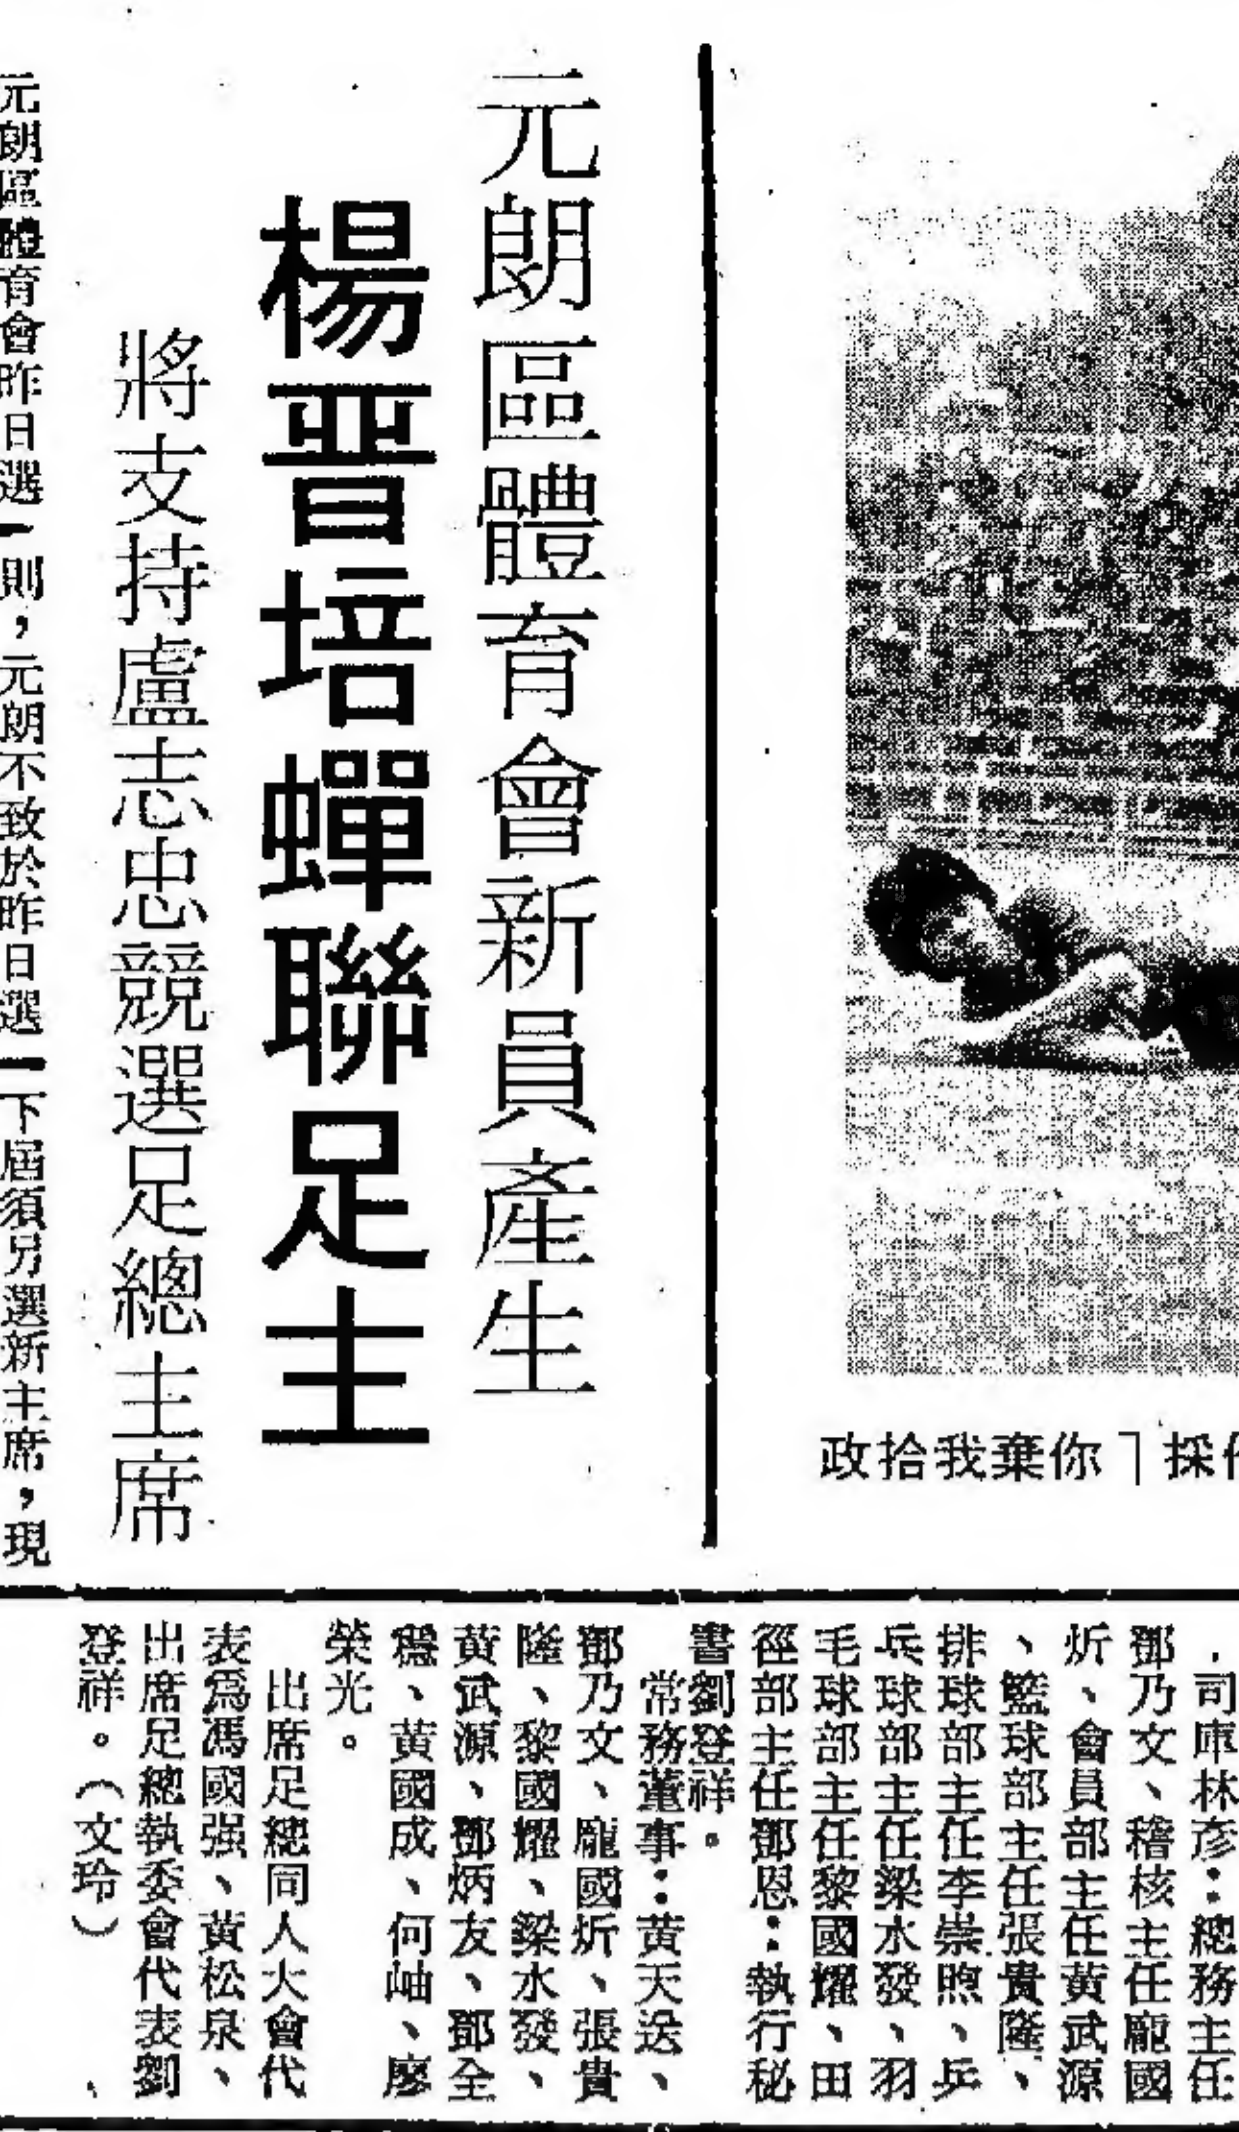 元朗區體育會新員產生
楊晋培蟬聯足主
將支持盧志忠競選足總主席
元朗區體育會昨日選
則，元朗不致於昨日選
下屆須另選新主席，現
政拾我棄你﹁採
．司庫林彥：總務主任
鄧乃文、稽核主任龐國
炘、會員部主任黃武源
、籃球部主任張貴隆、
排球部主任李崇煦、乒
乓球部主任梁水發、羽
毛球部主任黎國耀、田
徑部主任鄧恩：執行秘
書劉登祥。
常務董事：黃天送、
鄧乃文、龐國炘、張貴
隆、黎國耀、梁水發、
黃武源、鄧炳友、鄧全
穩、黃國成、何岫、廖
榮光。
出席足總同人大會代
表爲馮國强、黃松泉、
出席足總執委會代表劉
登祥。（文玲）